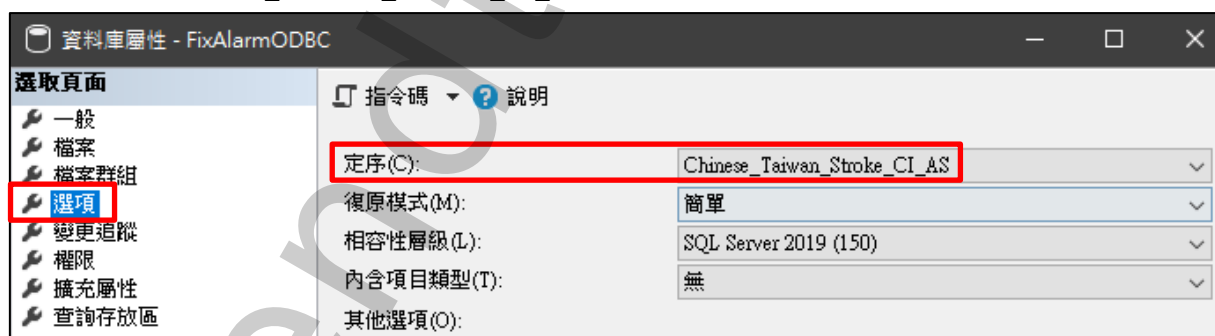 資料庫屬性 - FixAlarmODBC
選取頁面
一般
檔案
檔案群組
選項
變更追蹤
權限
擴充屬性
查詢存放區
指令碼 說明
定序(C): Chinese_Taiwan_Stroke_CI_AS
復原模式(M): 簡單
相容性層級(L): SQL Server 2019 (150)
內含項目類型(T): 無
其他選項(O):